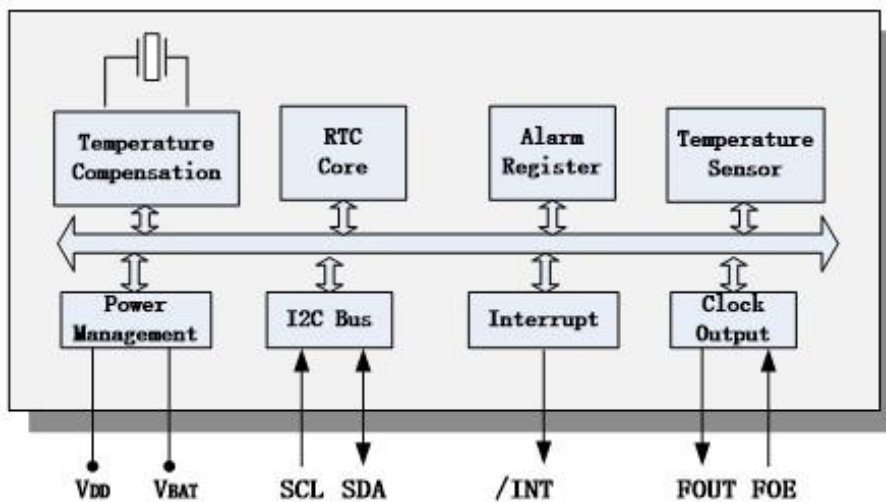 Temperature
Compensation
RTC
Core
Alarm
Register
Temperature
Sensor
Power
Management
I2C Bus
Interrupt
Clock
Output
VDD
VBAT
SCL
SDA
/INT
FOUT
FOE